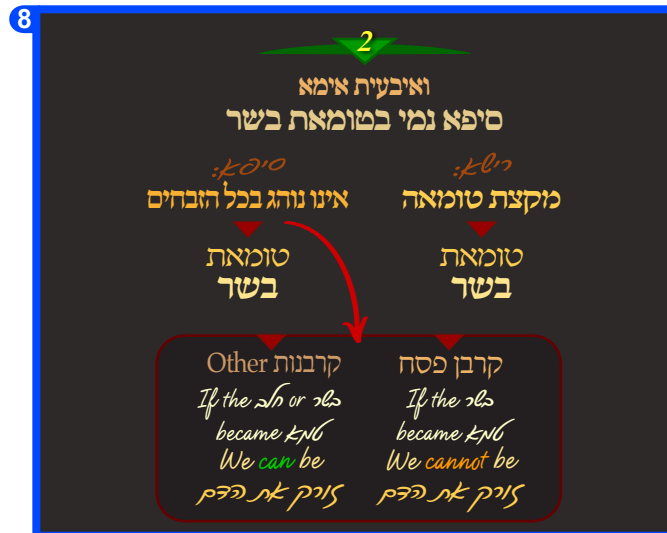 8
2
ואיבעית אימא
סיפא נמי בטומאת בשר
רישא:
מקצת טומאה
טומאת
בשר
סיפא:
אינו נוהג בכל הזבחים
טומאת
בשר
קרבן פסח
If the בשר
became טמא
We cannot be
זורק את הדם
קרבנות Other
If the בשר or חלב
became טמא
We can be
זורק את הדם